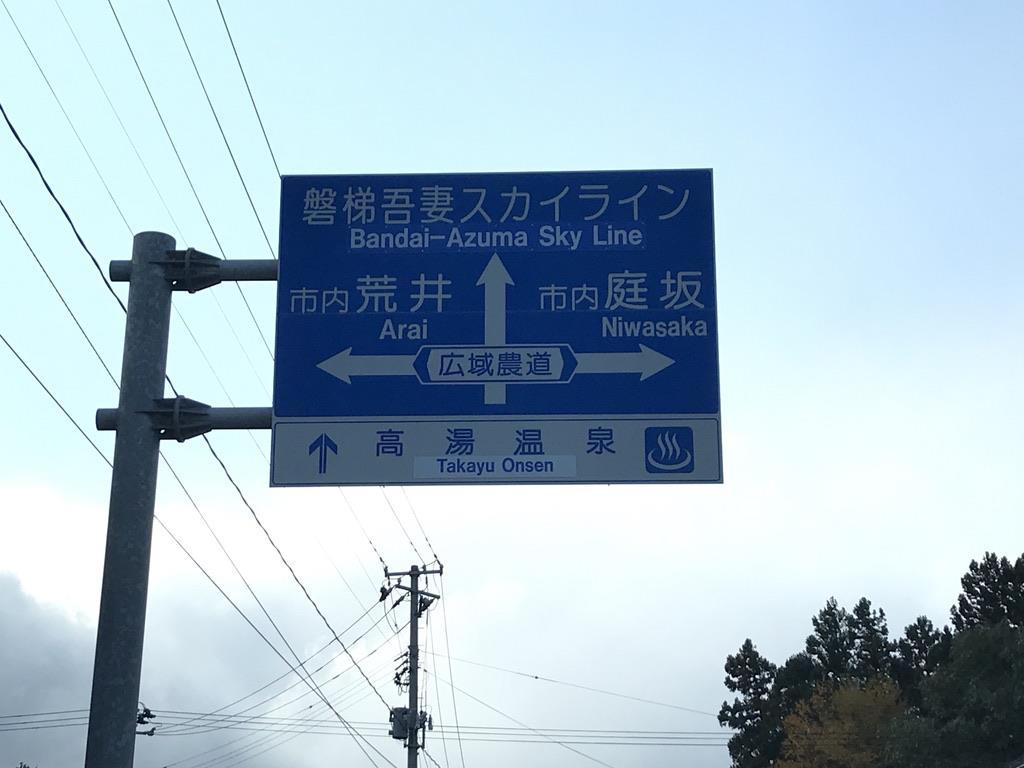 磐梯吾妻スカイライン
Bandai-Azuma Sky Line
市内荒井
Arai
市内庭坂
Niwasaka
広域農道
高湯温泉
Takayu Onsen